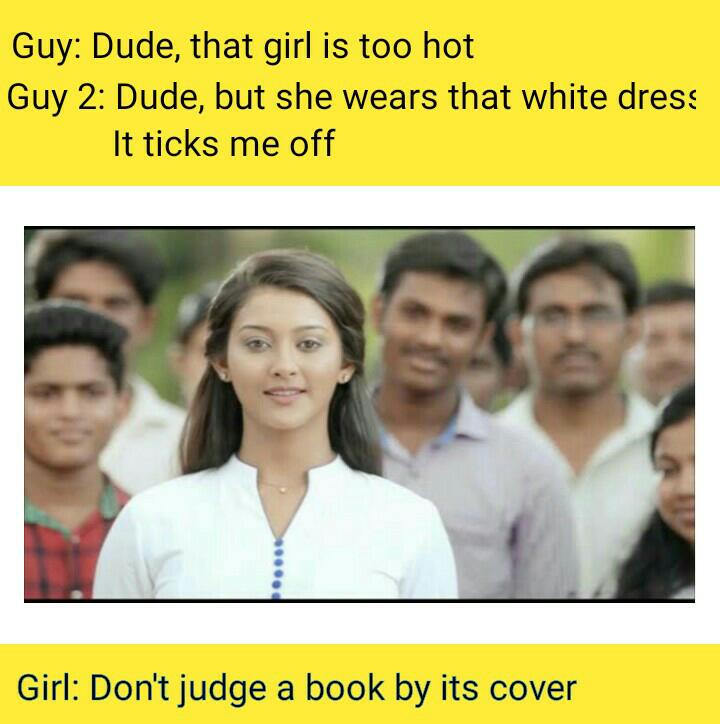 Guy: Dude, that girl is too hot
Guy 2: Dude, but she wears that white dress
It ticks me off
Girl: Don't judge a book by its cover